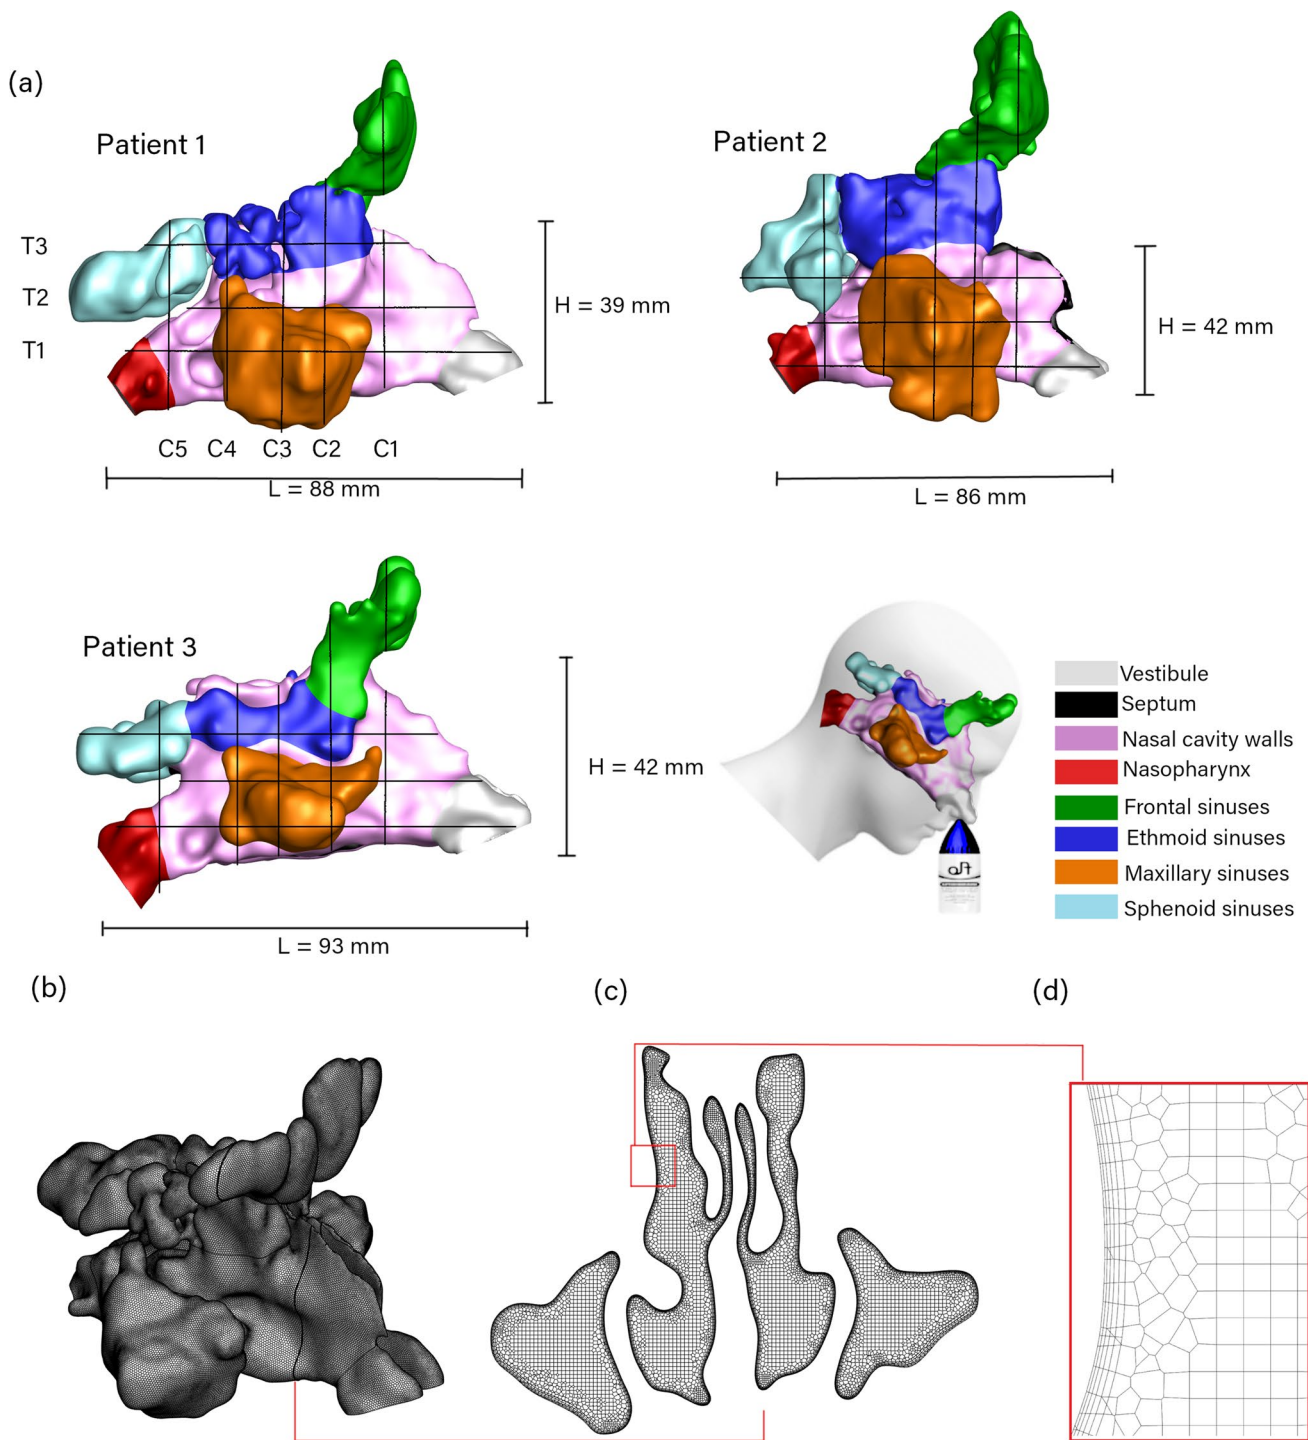 (a)
Patient 1
T3
T2
T1
H = 39 mm
C5 C4 C3 C2 C1
L = 88 mm
Patient 2
H = 42 mm
L = 86 mm
Patient 3
H = 42 mm
L = 93 mm
Vestibule
Septum
Nasal cavity walls
Nasopharynx
Frontal sinuses
Ethmoid sinuses
Maxillary sinuses
Sphenoid sinuses
(b)
(c)
(d)